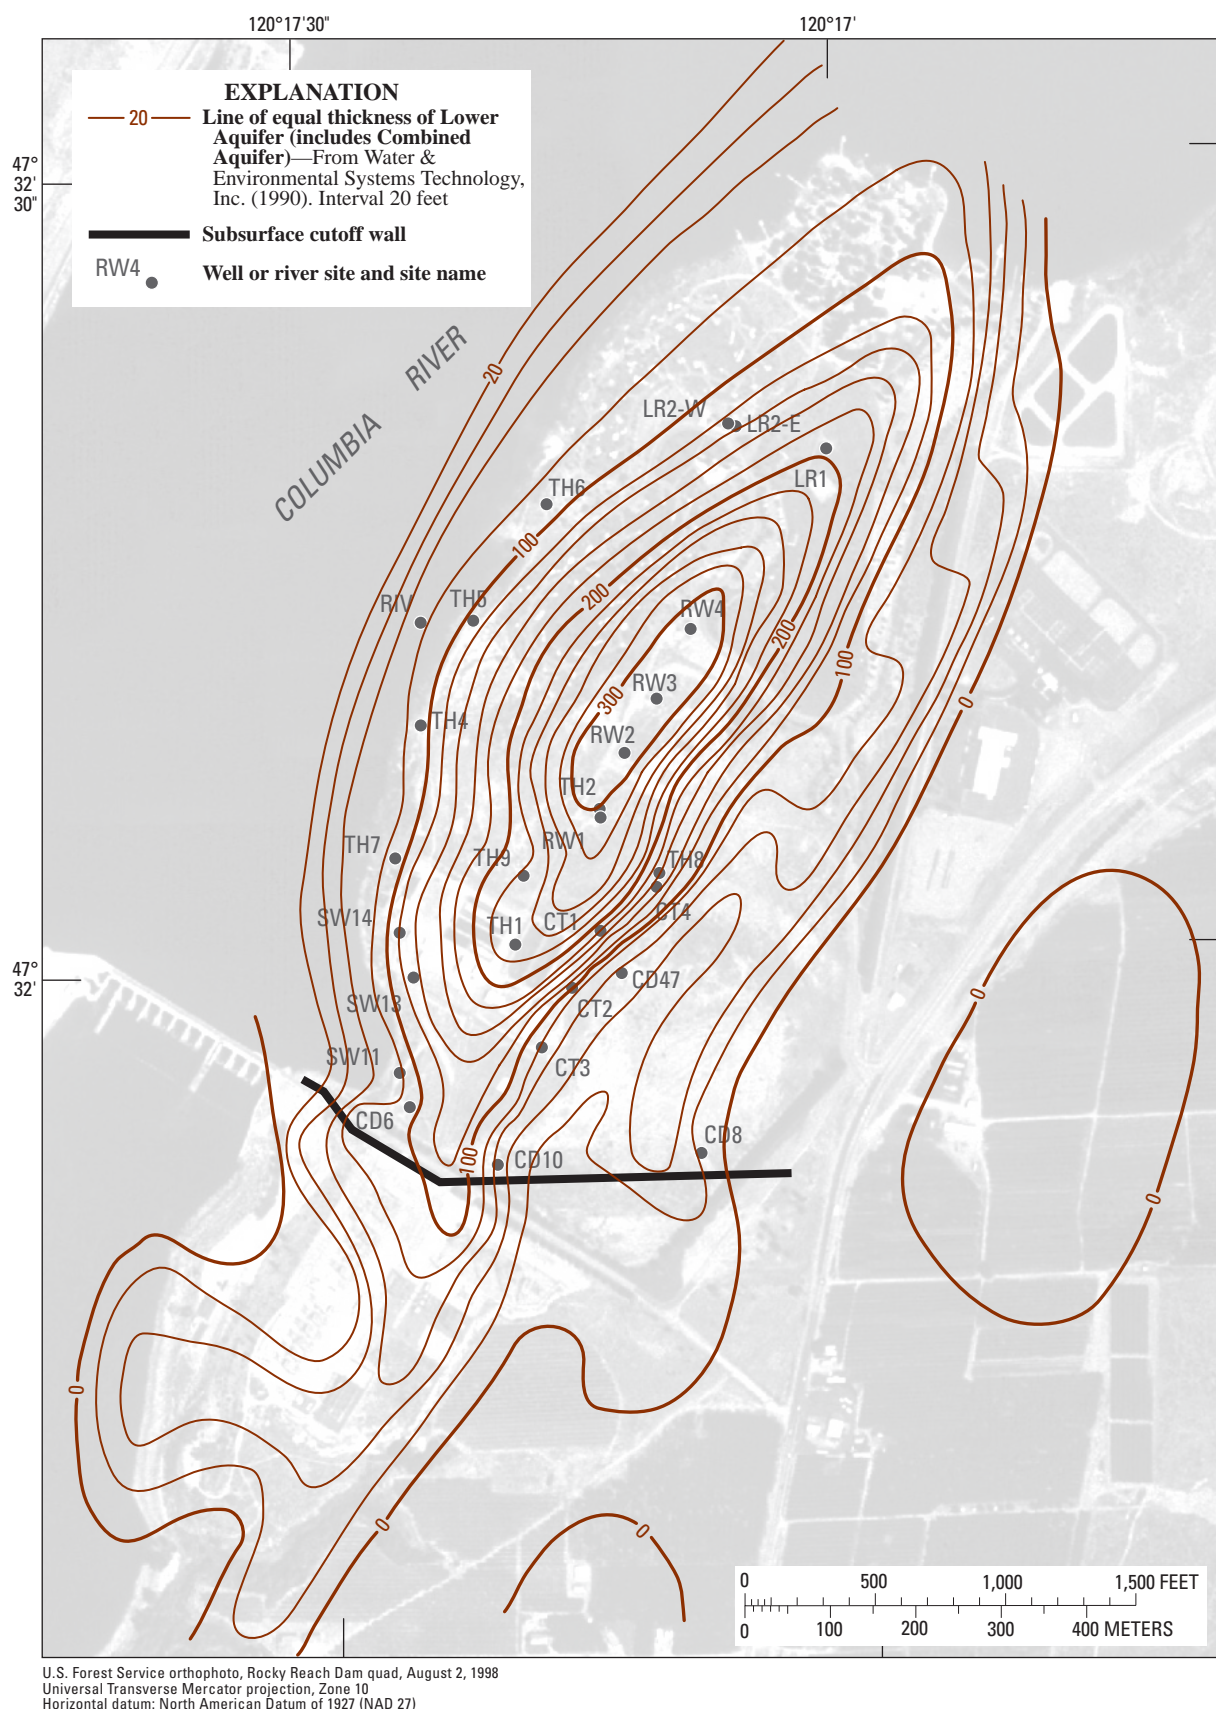 120°17'30" 120°17'
EXPLANATION
20 Line of equal thickness of Lower
Aquifer (includes Combined
Aquifer)—From Water &
Environmental Systems Technology,
Inc. (1990). Interval 20 feet
Subsurface cutoff wall
RW4 Well or river site and site name
47°
32'
30"
COLUMBIA RIVER
20
LR2-W
LR2-E
LR1
TH6
100
200
RIV
TH5
RW4
200
100
RW3
300
0
RW2
TH4
TH2
RW1
TH7
TH9
TH8
SW14
TH1
CT1
CT4
47°
32'
CD47
0
SW13
CT2
SW11
CT3
CD6
CD8
100
CD10
0
0
0
0
0 500 1,000 1,500 FEET
0 100 200 300 400 METERS
U.S. Forest Service orthophoto, Rocky Reach Dam quad, August 2, 1998
Universal Transverse Mercator projection, Zone 10
Horizontal datum: North American Datum of 1927 (NAD 27)